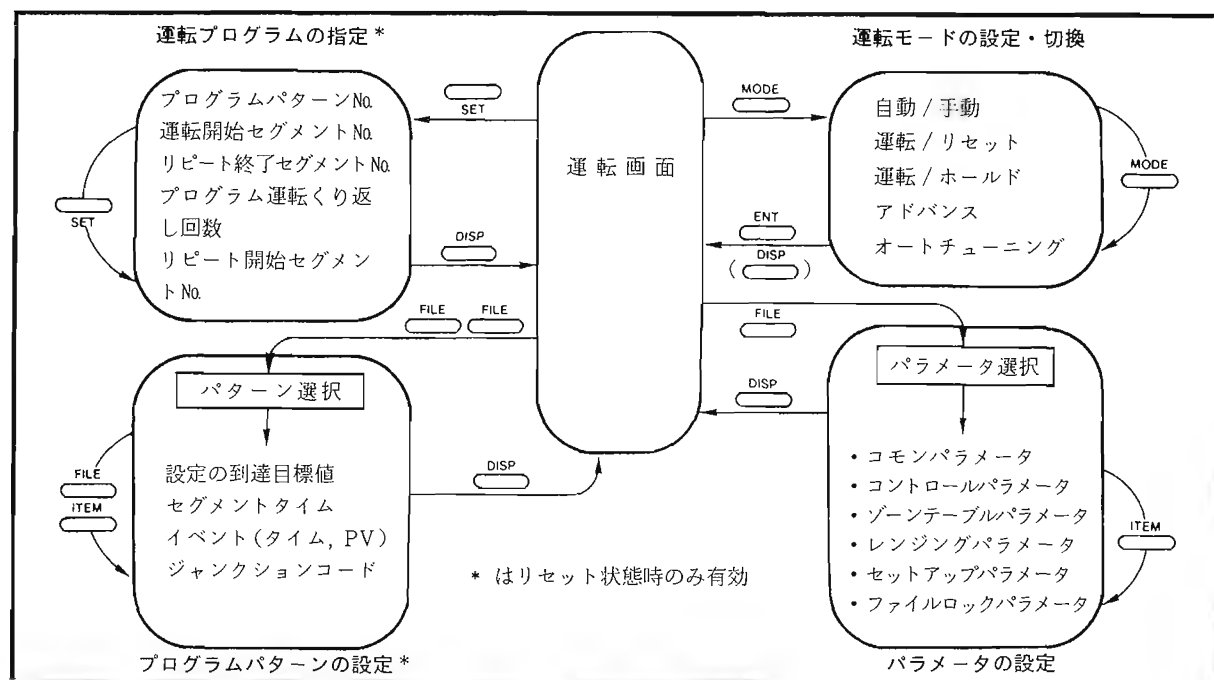 運転プログラムの指定*
プログラムパターンNo.
運転開始セグメントNo.
リピート終了セグメントNo.
プログラム運転くり返
し回数
リピート開始セグメン
トNo.
SET
SET
DISP
運転画面
運転モードの設定・切換
MODE
自動/手動
運転/リセット
運転/ホールド
アドバンス
オートチューニング
MODE
ENT
(DISP)
FILE FILE
パターン選択
設定の到達目標値
セグメントタイム
イベント(タイム, PV)
ジャンクションコード
FILE
ITEM
DISP
プログラムパターンの設定*
FILE
パラメータ選択
DISP
・コモンパラメータ
・コントロールパラメータ
・ゾーンテーブルパラメータ
・レンジングパラメータ
・セットアップパラメータ
・ファイルロックパラメータ
ITEM
パラメータの設定
* はリセット状態時のみ有効